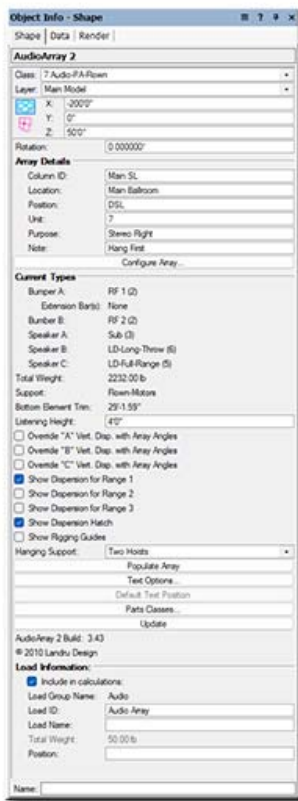 Object Info - Shape
Shape Data Render
AudioArray 2
Class: 7 Audio-PA-Flown
Layer: Main Model
X: -200'0"
Y: 0"
Z: 50'0"
Rotation: 0.000000°
Array Details
Column ID: Main SL
Location: Main Ballroom
Position: DSL
Unit: 7
Purpose: Stereo Right
Note: Hang First
Configure Array...
Current Types
Bumper A: RF 1 (2)
Extension Bar(s): None
Bumber B: RF 2 (2)
Speaker A: Sub (3)
Speaker B: LD-Long-Throw (6)
Speaker C: LD-Full-Range (5)
Total Weight: 2232.00 lb
Support: Flown-Motors
Bottom Element Trim: 29'-1.59"
Listening Height: 4'0"
Override "A" Vert. Disp. with Array Angles
Override "B" Vert. Disp. with Array Angles
Override "C" Vert. Disp. with Array Angles
Show Dispersion for Range 1
Show Dispersion for Range 2
Show Dispersion for Range 3
Show Dispersion Hatch
Show Rigging Guides
Hanging Support: Two Hoists
Populate Array
Text Options...
Default Text Position
Parts Classes...
Update
AudioArray 2 Build: 3.43
© 2010 Landru Design
Load Information:
Include in calculations:
Load Group Name: Audio
Load ID: Audio Array
Load Name:
Total Weight: 50.00 lb
Position:
Name: